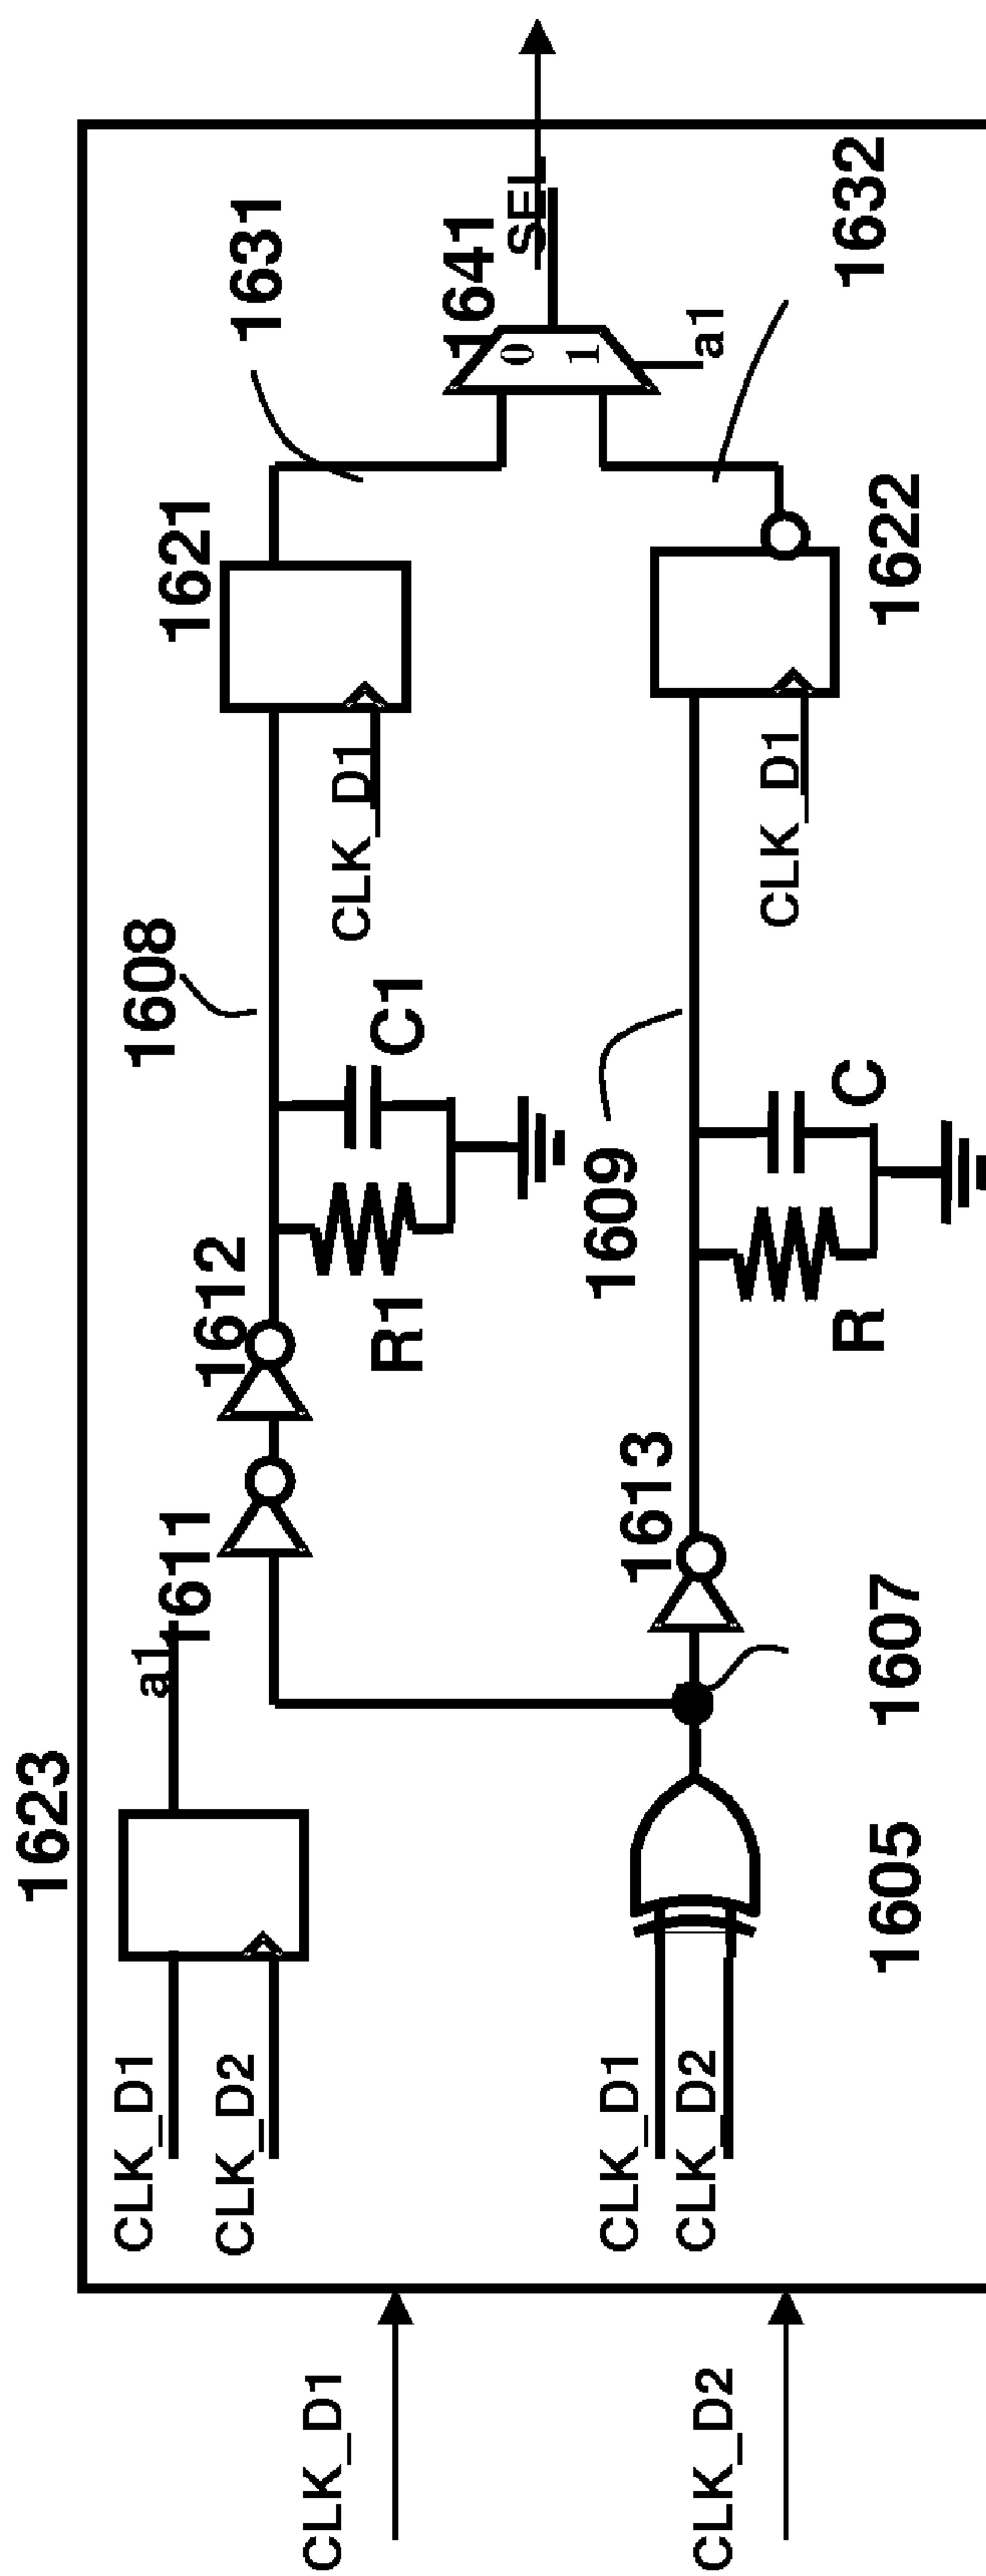 1623
CLK_D1
CLK_D2
a1
1611
1612
R1
C1
1608
CLK_D1
1621
1631
1641
0
1
a1
SEL
CLK_D1
CLK_D2
CLK_D1
CLK_D2
1605
1607
1613
R
C
1609
CLK_D1
1622
1632